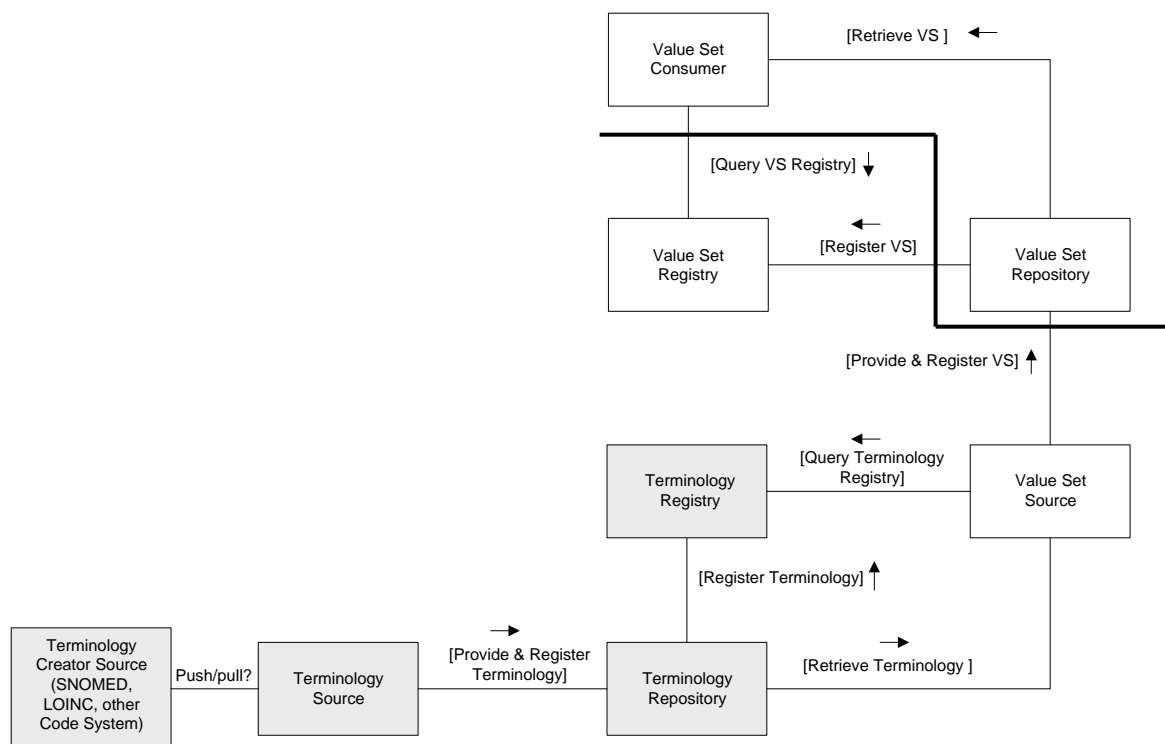 [Retrieve VS ]
Value Set
Consumer
[Query VS Registry]
Value Set
Registry
[Register VS]
Value Set
Repository
[Provide & Register VS]
Terminology
Registry
[Query Terminology
Registry]
Value Set
Source
[Register Terminology]
Terminology
Creator Source
(SNOMED,
LOINC, other
Code System)
Push/pull?
Terminology
Source
[Provide & Register
Terminology]
Terminology
Repository
[Retrieve Terminology ]